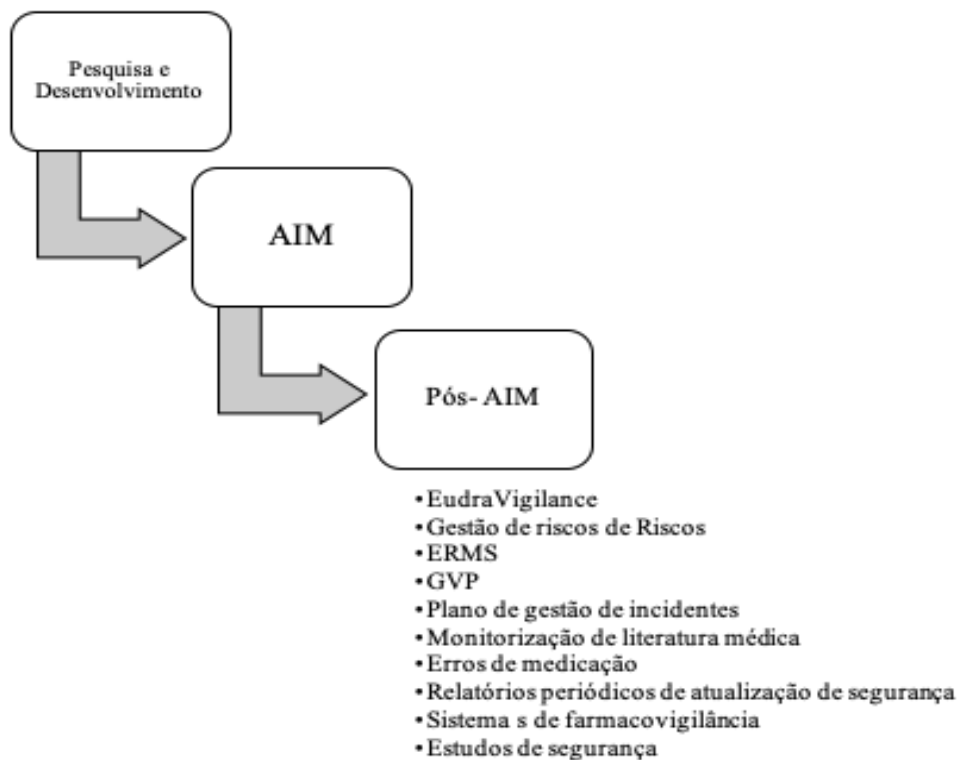 Pesquisa e
Desenvolvimento
AIM
Pós- AIM
•EudraVigilance
•Gestão de riscos de Riscos
•ERMS
•GVP
•Plano de gestão de incidentes
•Monitorização de literatura médica
•Erros de medicação
•Relatórios periódicos de atualização de segurança
•Sistema s de farmacovigilância
•Estudos de segurança